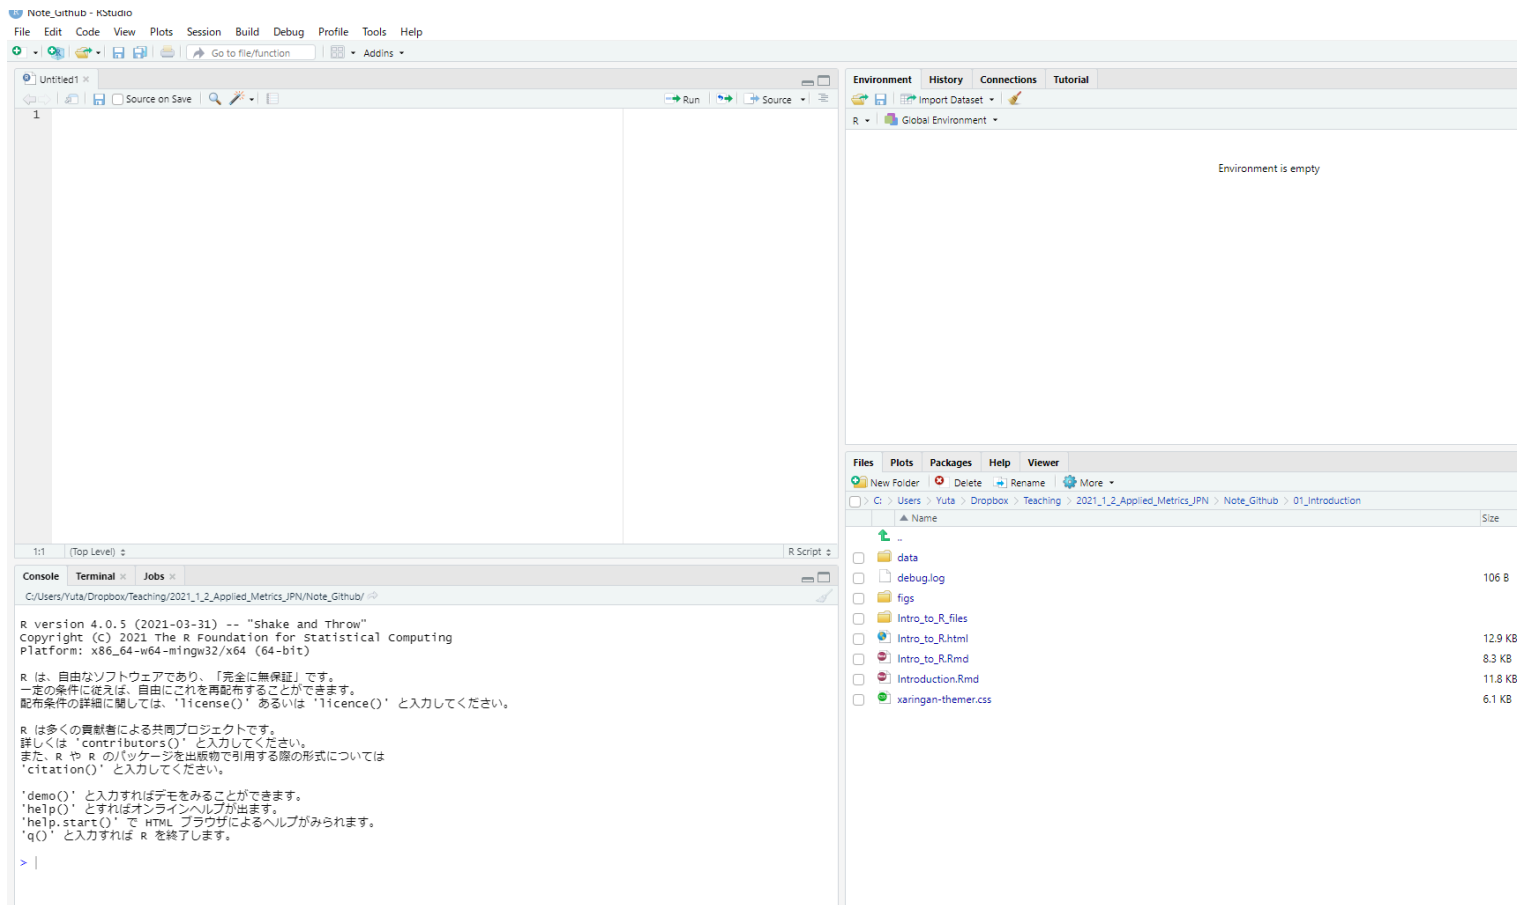 Note_Github - RStudio
File Edit Code View Plots Session Build Debug Profile Tools Help
Go to file/function Addins
Untitled1
Source on Save Run Source
1
1:1 (Top Level) R Script
Console Terminal Jobs
C:/Users/Yuta/Dropbox/Teaching/2021_1_2_Applied_Metrics_JPN/Note_Github/
R version 4.0.5 (2021-03-31) -- "Shake and Throw"
Copyright (C) 2021 The R Foundation for Statistical Computing
Platform: x86_64-w64-mingw32/x64 (64-bit)
R は、自由なソフトウェアであり、「完全に無保証」です。
一定の条件に従えば、自由にこれを再配布することができます。
配布条件の詳細に関しては、'license()' あるいは 'licence()' と入力してください。
R は多くの貢献者による共同プロジェクトです。
詳しくは 'contributors()' と入力してください。
また、R や R のパッケージを出版物で引用する際の形式については
'citation()' と入力してください。
'demo()' と入力すればデモをみることができます。
'help()' とすればオンラインヘルプが出ます。
'help.start()' で HTML ブラウザによるヘルプがみられます。
'q()' と入力すれば R を終了します。
>
Environment History Connections Tutorial
Import Dataset
R Global Environment
Environment is empty
Files Plots Packages Help Viewer
New Folder Delete Rename More
C: > Users > Yuta > Dropbox > Teaching > 2021_1_2_Applied_Metrics_JPN > Note_Github > 01_Introduction
Name Size
..
data
debug.log 106 B
figs
Intro_to_R_files
Intro_to_R.html 12.9 KB
Intro_to_R.Rmd 8.3 KB
Introduction.Rmd 11.8 KB
xaringan-themer.css 6.1 KB